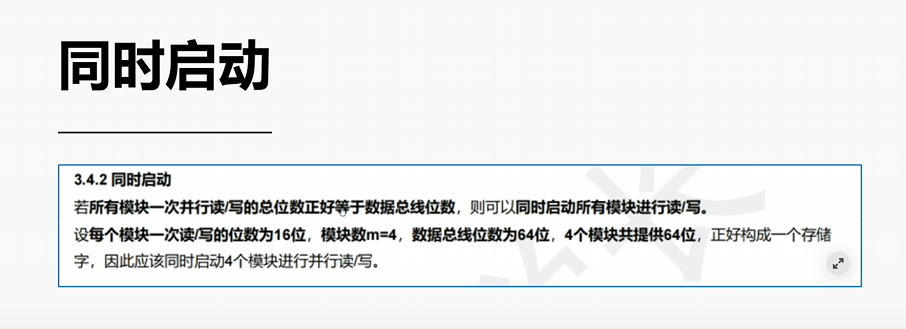 同时启动
3.4.2 同时启动
若所有模块一次并行读/写的总位数正好等于数据总线位数，则可以同时启动所有模块进行读/写。
设每个模块一次读/写的位数为16位，模块数m=4，数据总线位数为64位，4个模块共提供64位，正好构成一个存储
字，因此应该同时启动4个模块进行并行读/写。